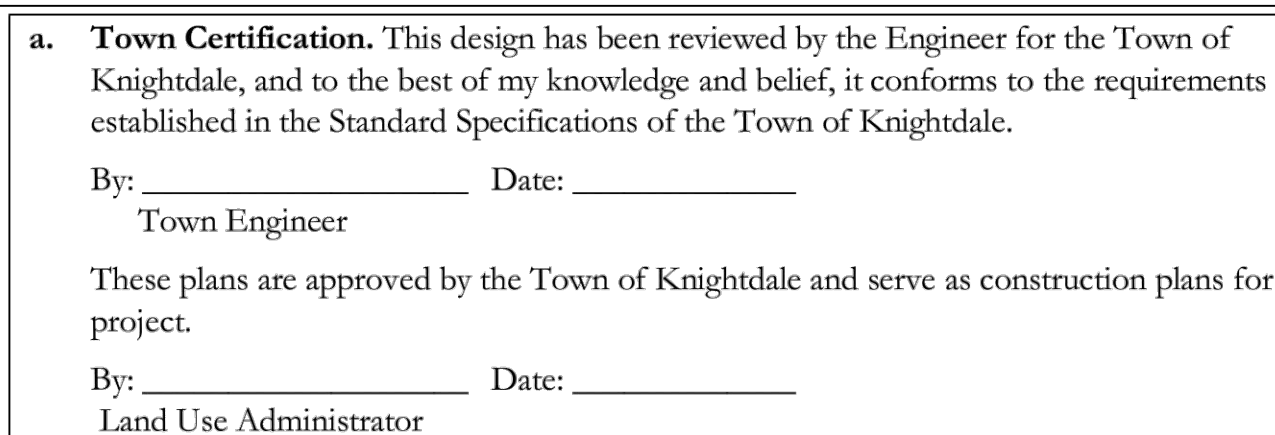 a. Town Certification. This design has been reviewed by the Engineer for the Town of
Knightdale, and to the best of my knowledge and belief, it conforms to the requirements
established in the Standard Specifications of the Town of Knightdale.
By: ____________________ Date: ______________
Town Engineer
These plans are approved by the Town of Knightdale and serve as construction plans for
project.
By: ____________________ Date: ______________
Land Use Administrator